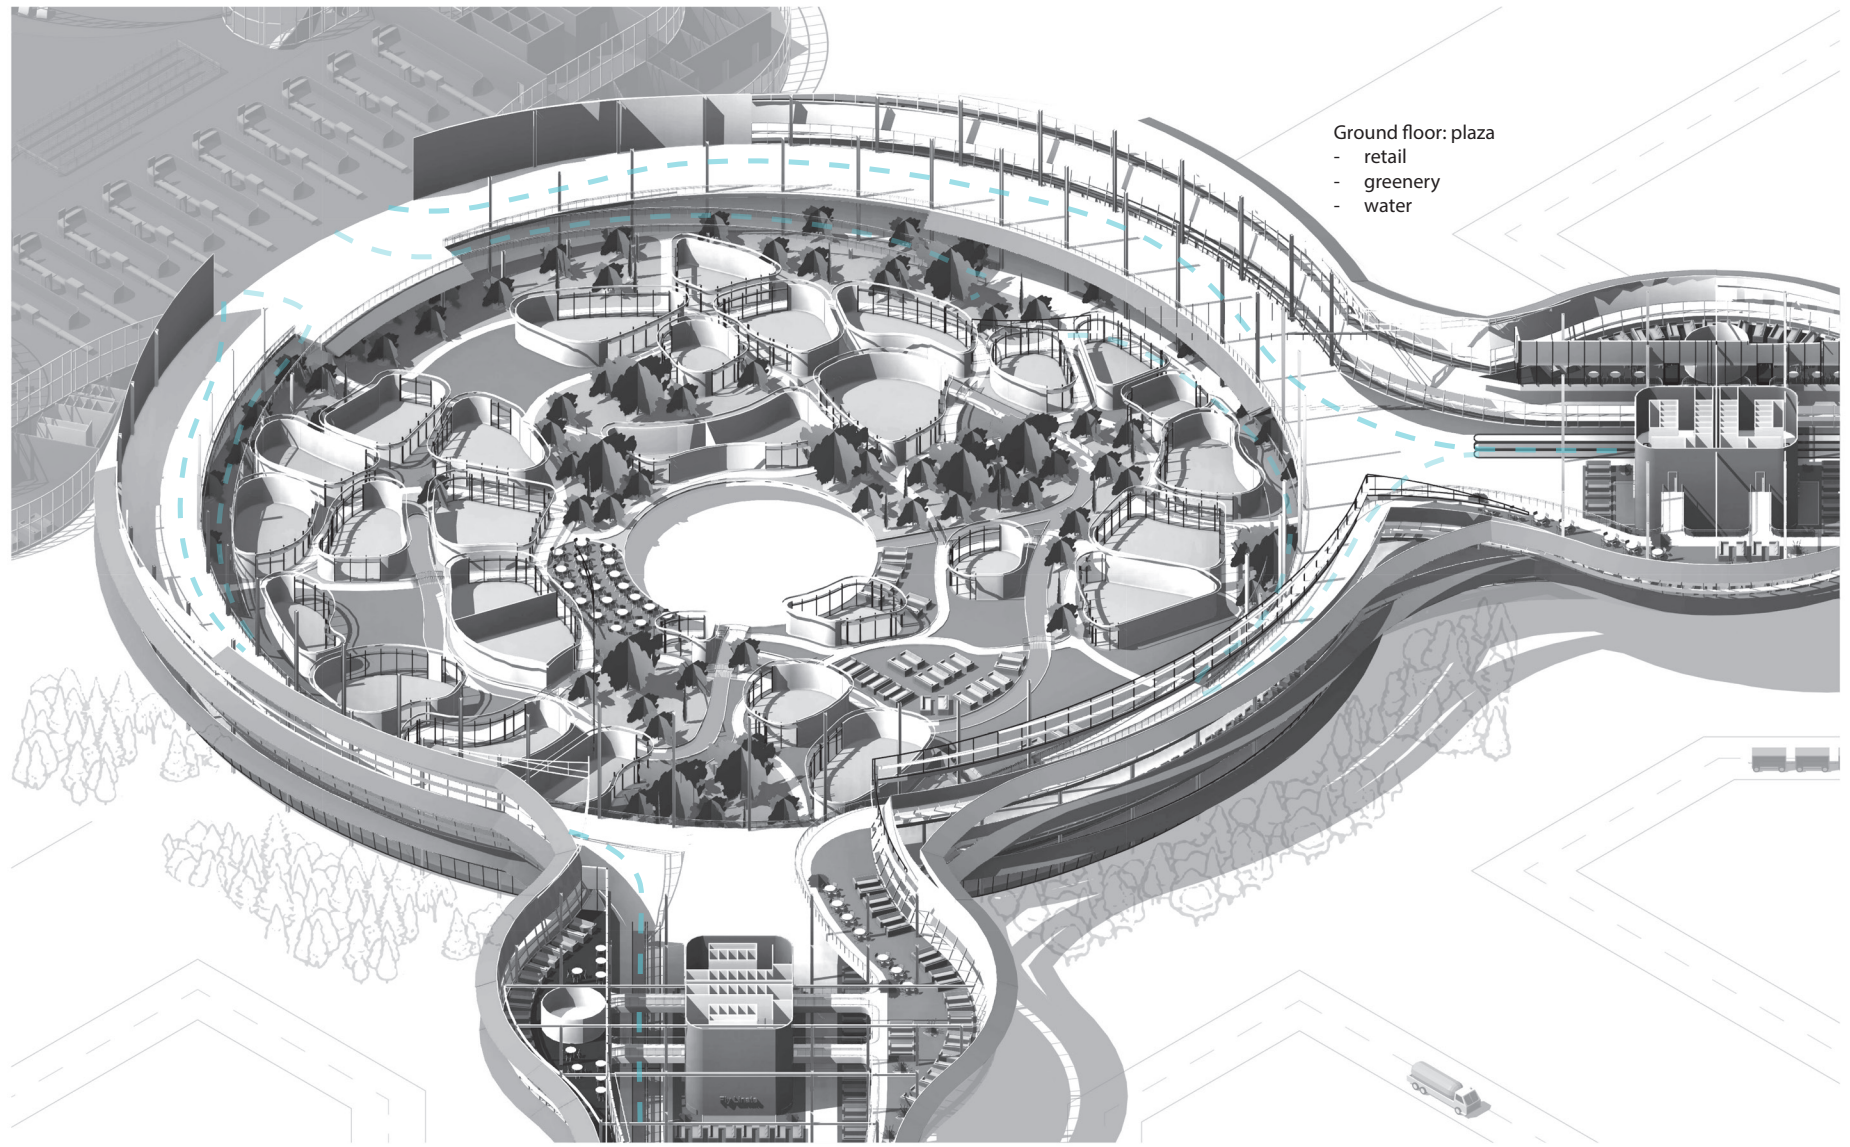 Ground floor: plaza
- retail
- greenery
- water